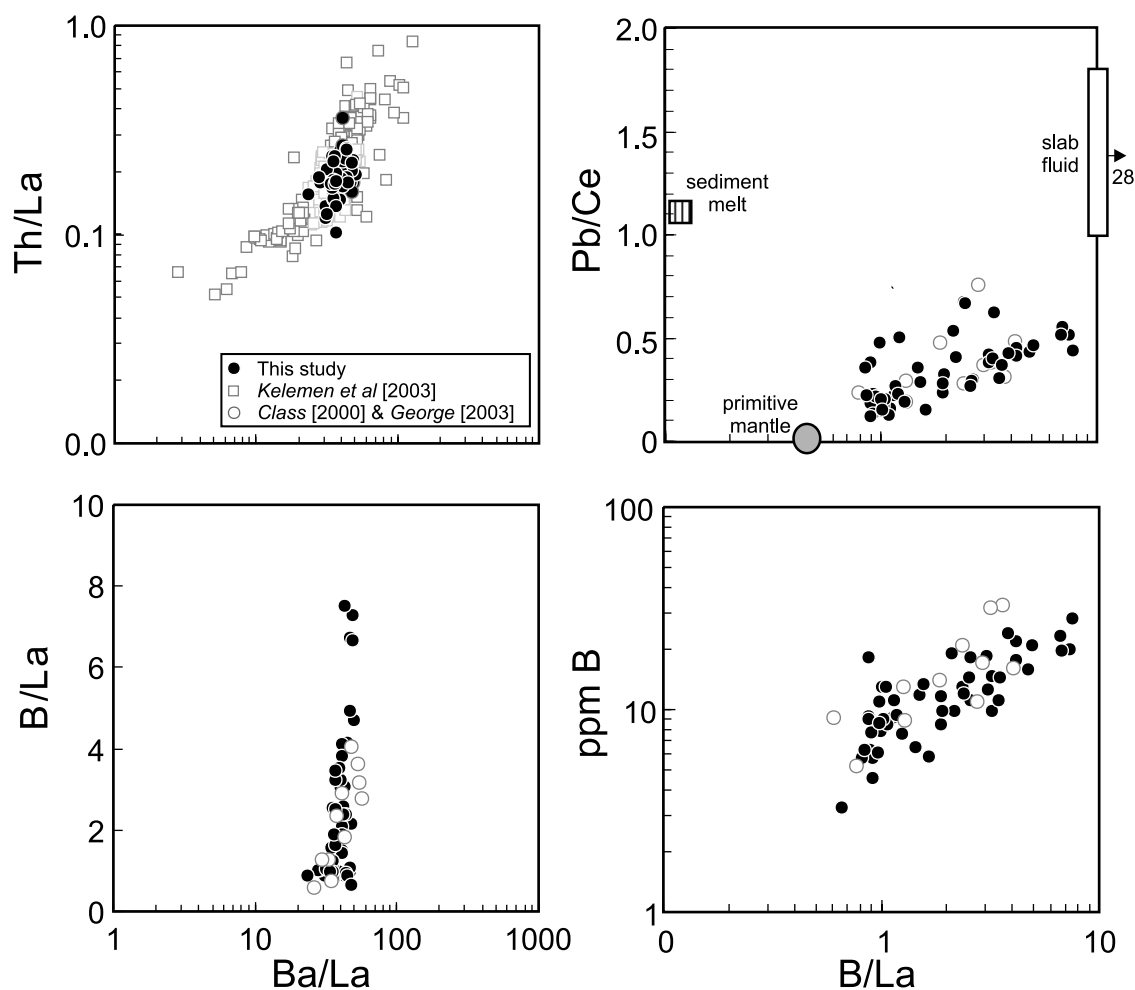 1.0
0.1
0.0
Th/La
This study
Kelemen et al [2003]
Class [2000] & George [2003]
2.0
1.5
1.0
0.5
0
Pb/Ce
sediment
melt
primitive
mantle
slab
fluid
28
10
8
6
4
2
0
B/La
1
10
100
1000
Ba/La
100
10
1
ppm B
0
1
10
B/La